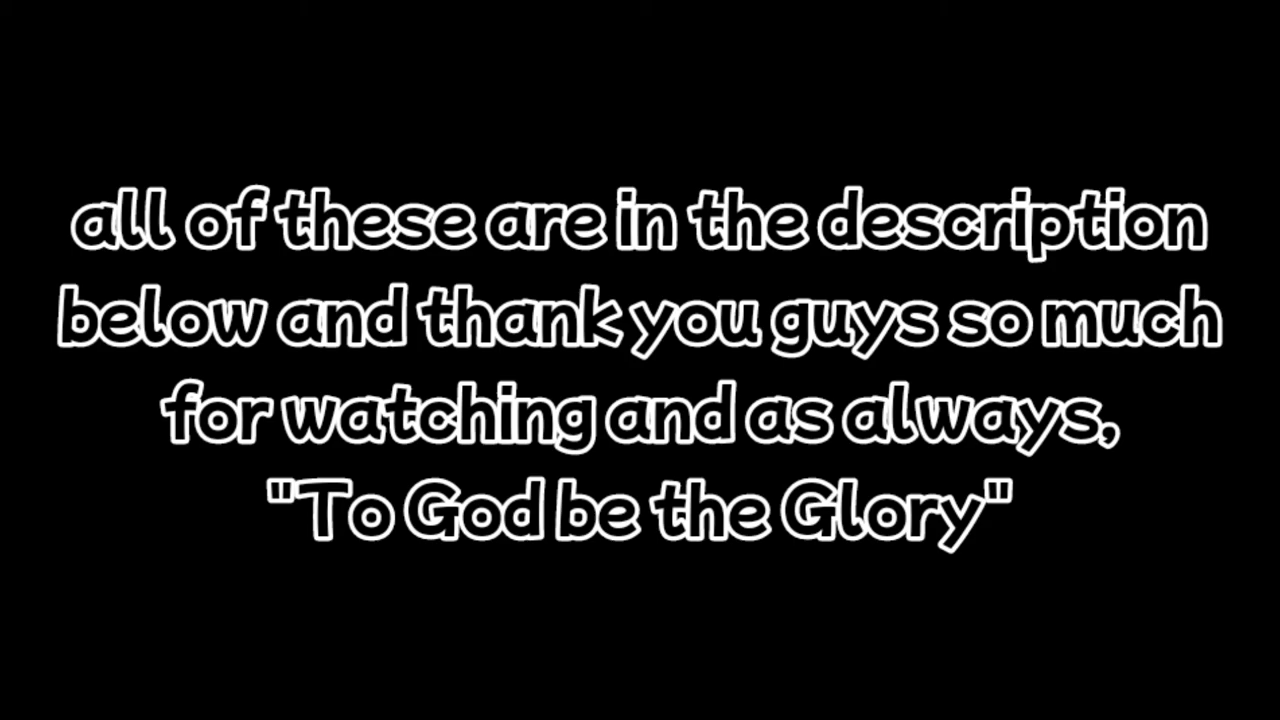 all of these are in the description
below and thank you guys so much
for watching and as always,
"To God be the Glory"